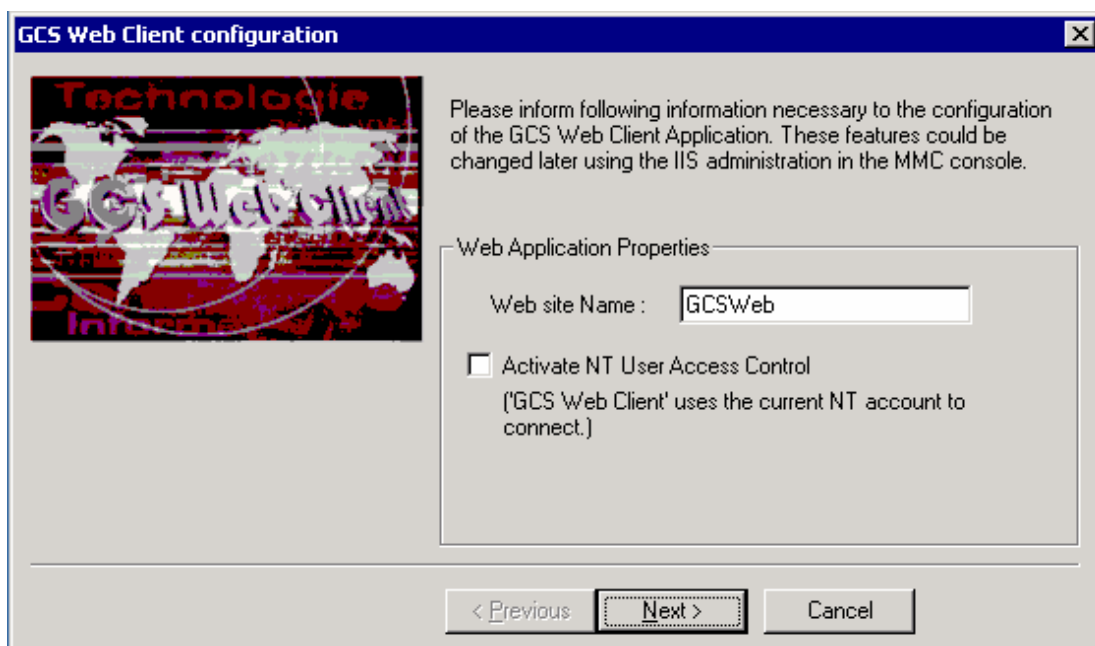 GCS Web Client configuration
Technologie
GCS Web Client
Please inform following information necessary to the configuration
of the GCS Web Client Application. These features could be
changed later using the IIS administration in the MMC console.
Web Application Properties
Web site Name :
GCSWeb
Activate NT User Access Control
('GCS Web Client' uses the current NT account to
connect.)
< Previous
Next >
Cancel